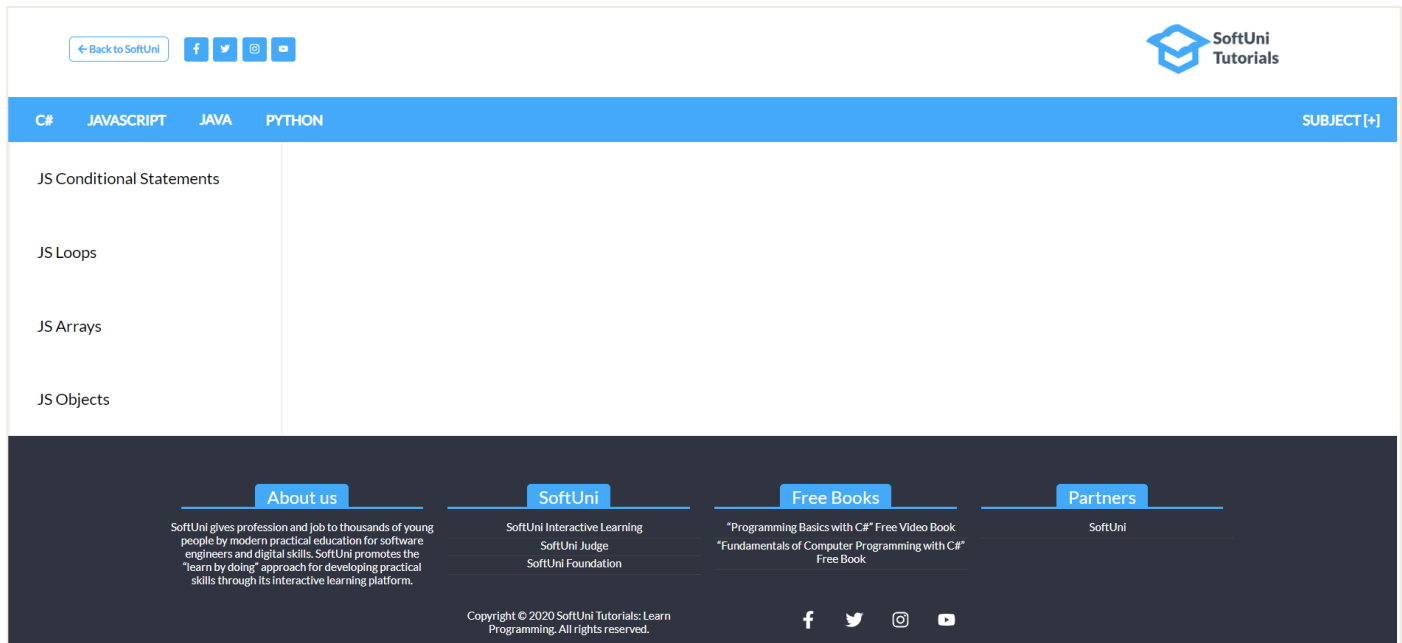 ← Back to SoftUni
SoftUni
Tutorials
C# JAVASCRIPT JAVA PYTHON SUBJECT [+]
JS Conditional Statements
JS Loops
JS Arrays
JS Objects
About us
SoftUni gives profession and job to thousands of young
people by modern practical education for software
engineers and digital skills. SoftUni promotes the
“learn by doing” approach for developing practical
skills through its interactive learning platform.
SoftUni
SoftUni Interactive Learning
SoftUni Judge
SoftUni Foundation
Free Books
“Programming Basics with C#” Free Video Book
“Fundamentals of Computer Programming with C#”
Free Book
Partners
SoftUni
Copyright © 2020 SoftUni Tutorials: Learn
Programming. All rights reserved.